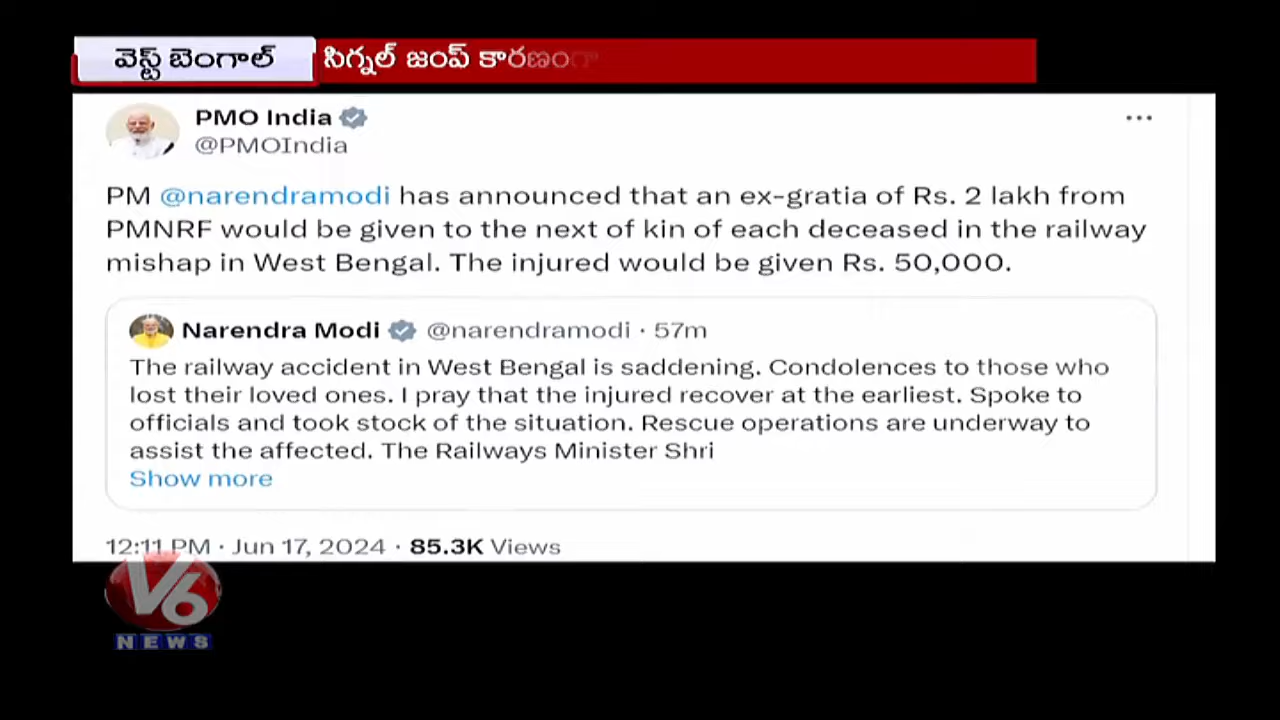 వెస్ట్ బెంగాల్
సిగ్నల్ జంప్ కారణంగా
PMO India
@PMOIndia
PM @narendramodi has announced that an ex-gratia of Rs. 2 lakh from
PMNRF would be given to the next of kin of each deceased in the railway
mishap in West Bengal. The injured would be given Rs. 50,000.
Narendra Modi @narendramodi · 57m
The railway accident in West Bengal is saddening. Condolences to those who
lost their loved ones. I pray that the injured recover at the earliest. Spoke to
officials and took stock of the situation. Rescue operations are underway to
assist the affected. The Railways Minister Shri
Show more
12:11 PM · Jun 17, 2024 · 85.3K Views
V6
NEWS